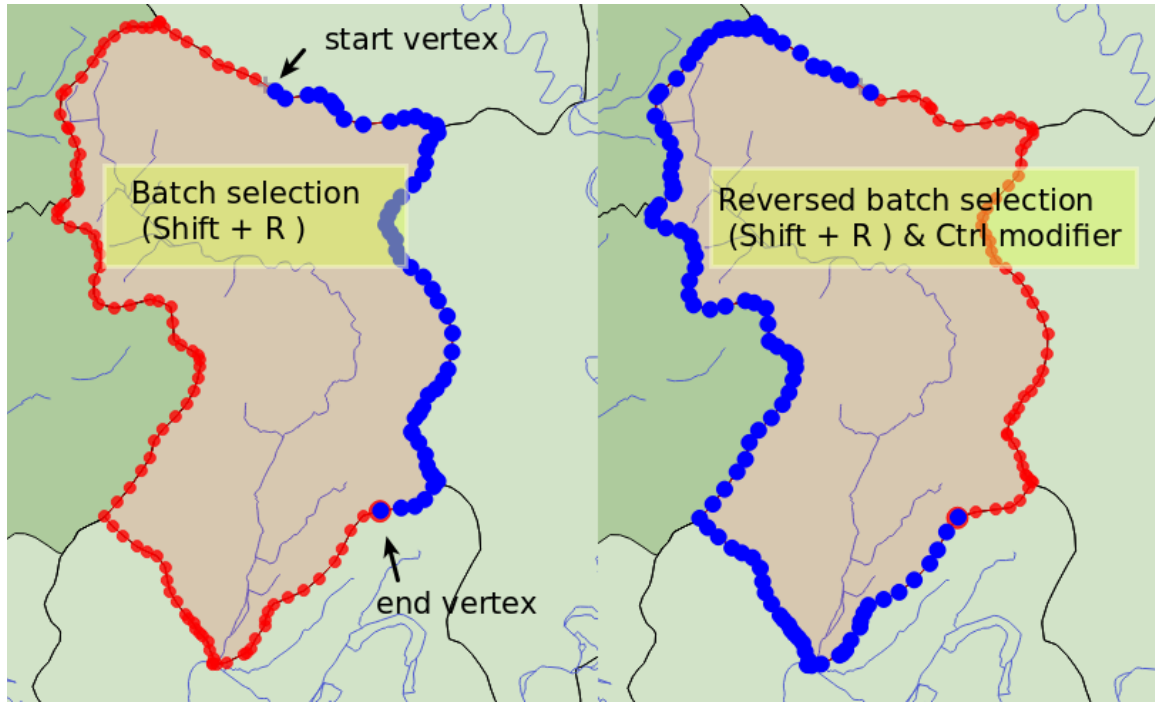 start vertex
Batch selection
(Shift + R )
Reversed batch selection
(Shift + R ) & Ctrl modifier
end vertex